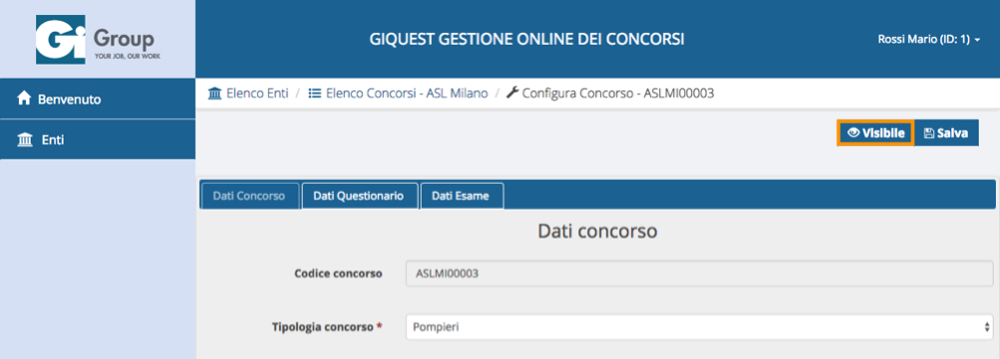 Gi Group
YOUR JOB, OUR WORK
GIQUEST GESTIONE ONLINE DEI CONCORSI
Rossi Mario (ID: 1)
Benvenuto
Enti
Elenco Enti / Elenco Concorsi - ASL Milano / Configura Concorso - ASLMI00003
Visibile Salva
Dati Concorso Dati Questionario Dati Esame
Dati concorso
Codice concorso ASLMI00003
Tipologia concorso * Pompieri